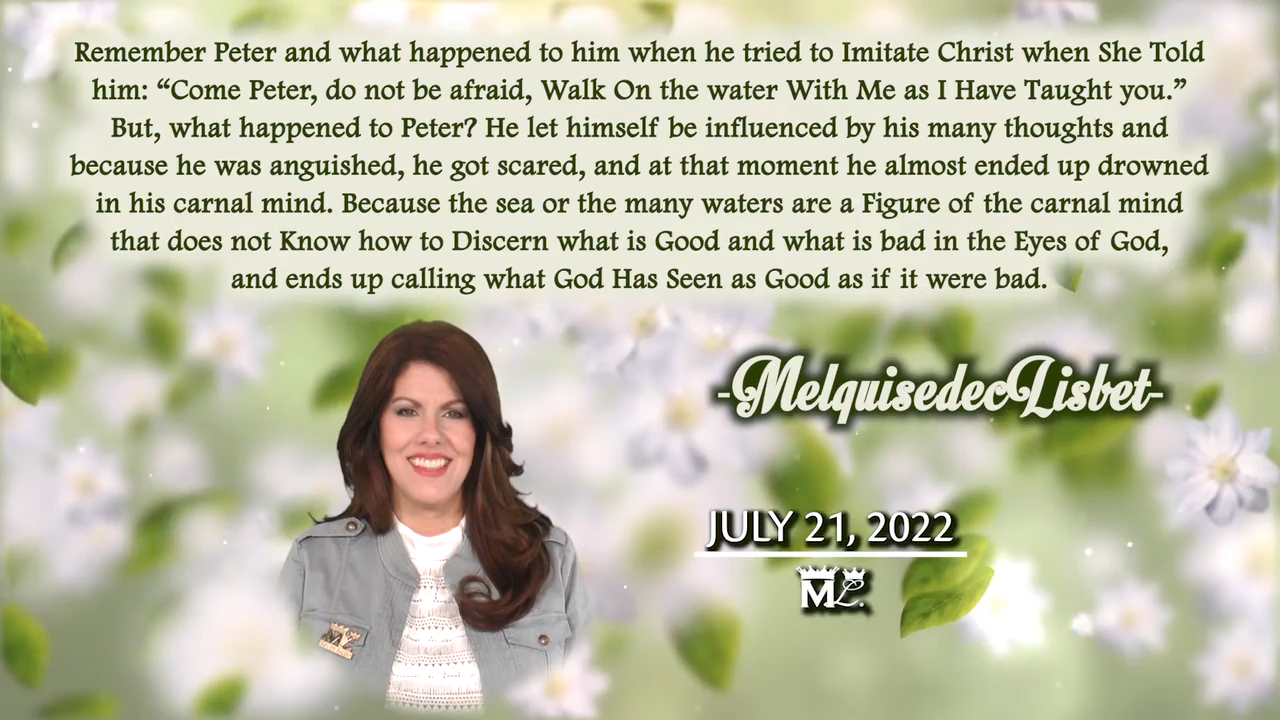 Remember Peter and what happened to him when he tried to Imitate Christ when She Told
him: “Come Peter, do not be afraid, Walk On the water With Me as I Have Taught you.”
But, what happened to Peter? He let himself be influenced by his many thoughts and
because he was anguished, he got scared, and at that moment he almost ended up drowned
in his carnal mind. Because the sea or the many waters are a Figure of the carnal mind
that does not Know how to Discern what is Good and what is bad in the Eyes of God,
and ends up calling what God Has Seen as Good as if it were bad.
-MelquisedecLisbet-
JULY 21, 2022
ML.
ML